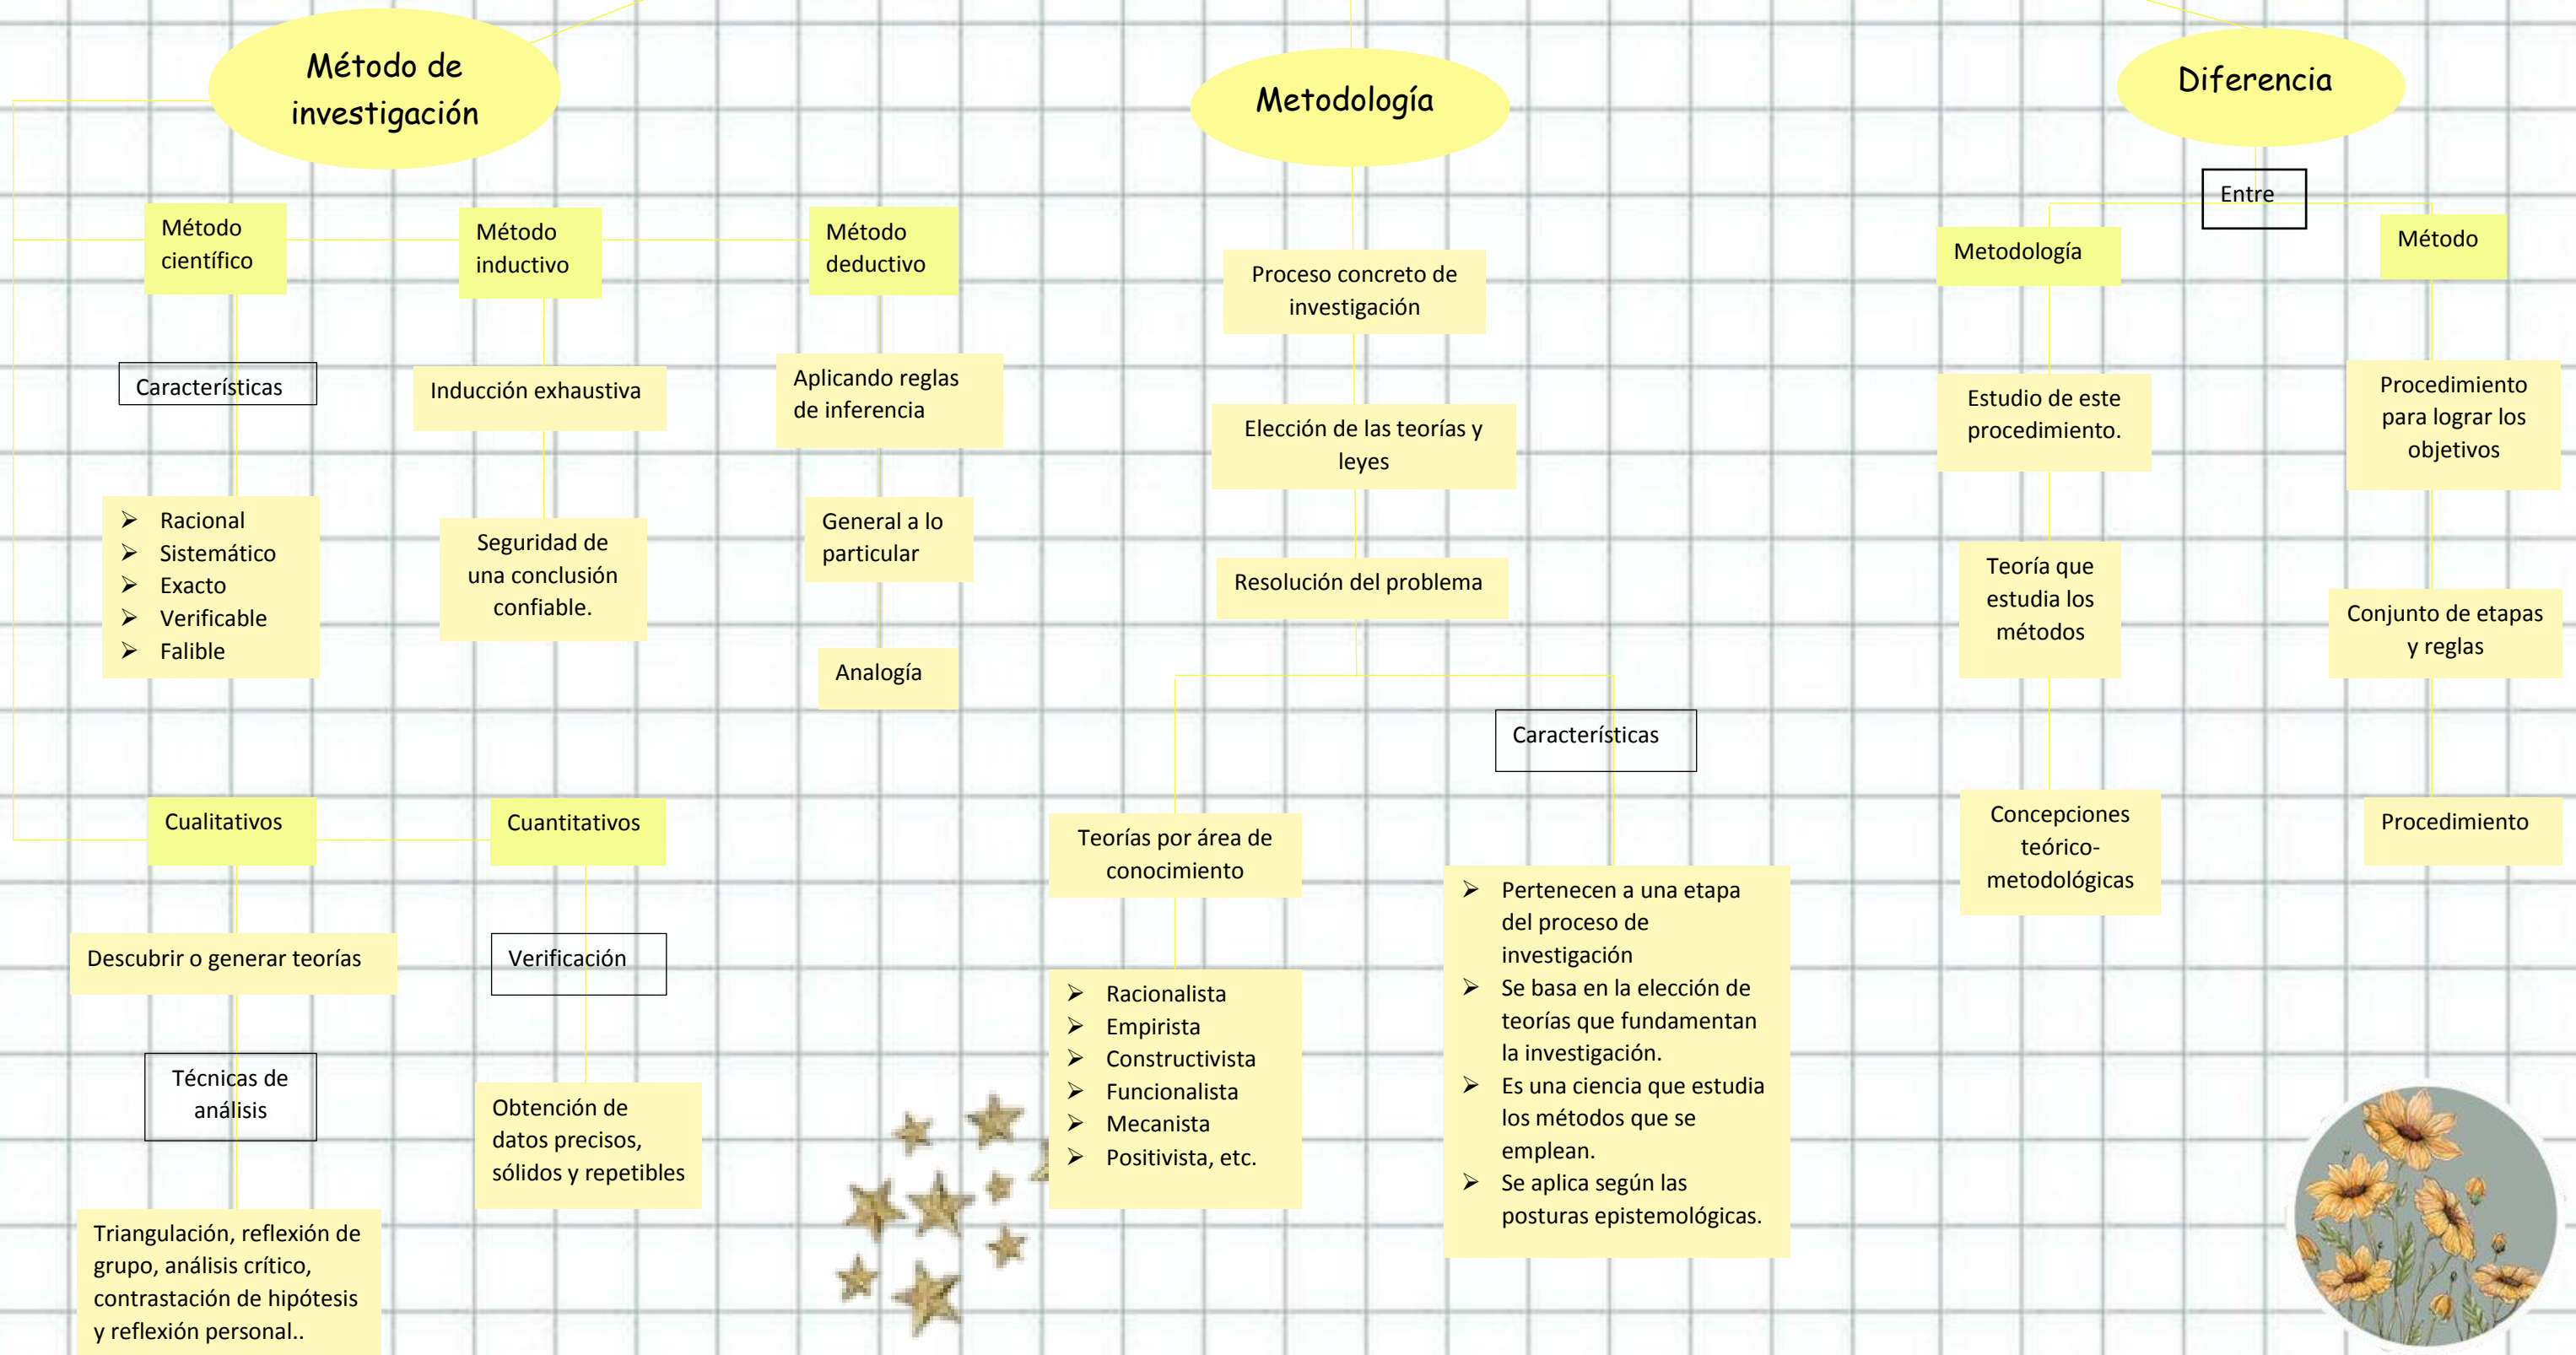 Método de
investigación
Método
científico
Método
inductivo
Método
deductivo
Características
Inducción exhaustiva
Aplicando reglas
de inferencia
Racional
Sistemático
Exacto
Verificable
Falible
Seguridad de
una conclusión
confiable.
General a lo
particular
Analogía
Cualitativos
Cuantitativos
Descubrir o generar teorías
Verificación
Técnicas de
análisis
Obtención de
datos precisos,
sólidos y repetibles
Triangulación, reflexión de
grupo, análisis crítico,
contrastación de hipótesis
y reflexión personal..
Metodología
Proceso concreto de
investigación
Elección de las teorías y
leyes
Resolución del problema
Características
Teorías por área de
conocimiento
Racionalista
Empirista
Constructivista
Funcionalista
Mecanista
Positivista, etc.
Pertenecen a una etapa
del proceso de
investigación
Se basa en la elección de
teorías que fundamentan
la investigación.
Es una ciencia que estudia
los métodos que se
emplean.
Se aplica según las
posturas epistemológicas.
Diferencia
Entre
Metodología
Método
Estudio de este
procedimiento.
Procedimiento
para lograr los
objetivos
Teoría que
estudia los
métodos
Conjunto de etapas
y reglas
Concepciones
teórico-
metodológicas
Procedimiento